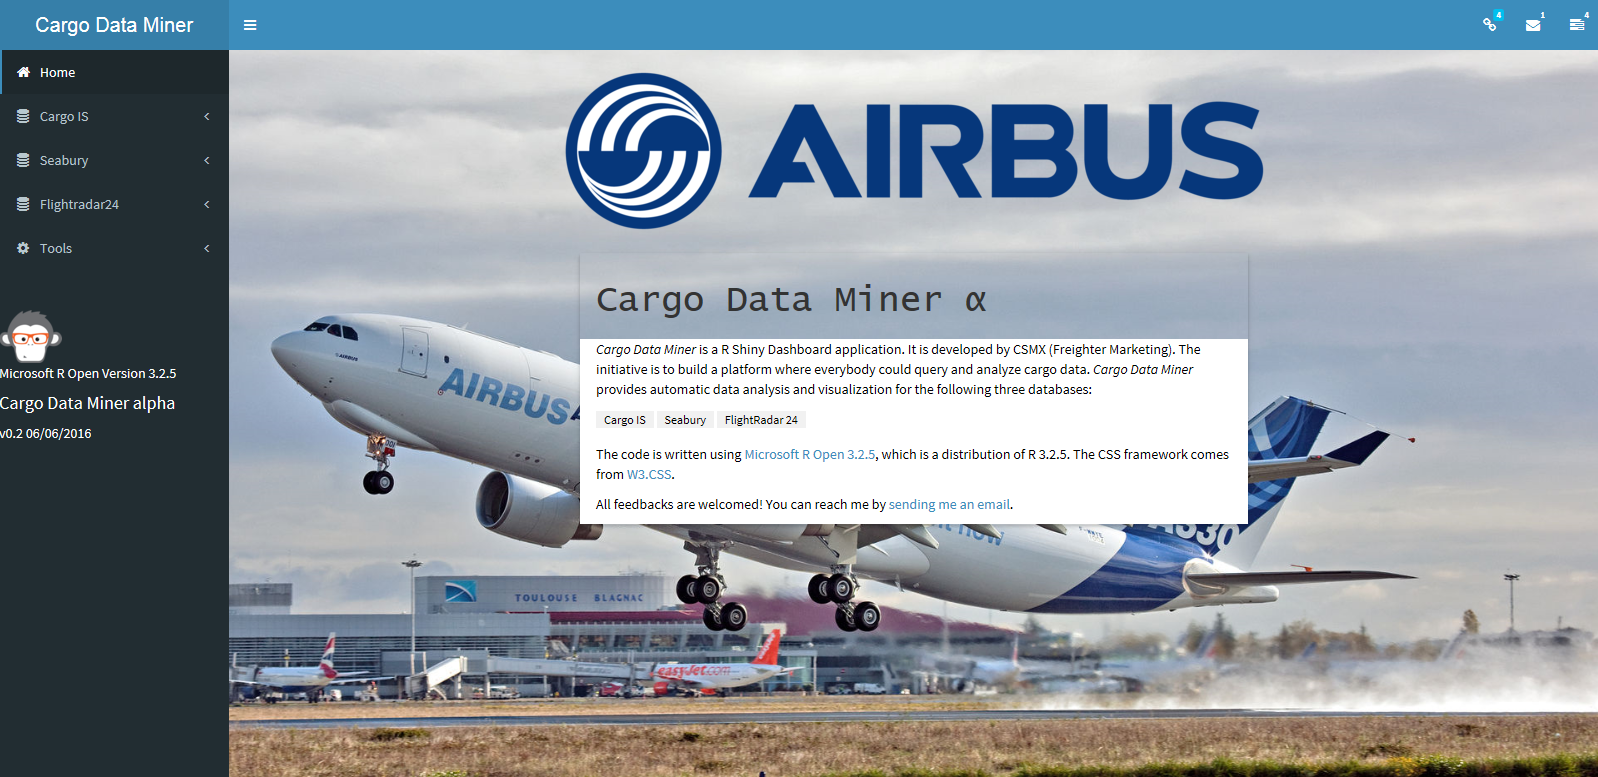 Cargo Data Miner
4
1
4
Home
Cargo IS
Seabury
Flightradar24
Tools
Microsoft R Open Version 3.2.5
Cargo Data Miner alpha
v0.2 06/06/2016
AIRBUS
Cargo Data Miner α
Cargo Data Miner is a R Shiny Dashboard application. It is developed by CSMX (Freighter Marketing). The
initiative is to build a platform where everybody could query and analyze cargo data. Cargo Data Miner
provides automatic data analysis and visualization for the following three databases:
Cargo IS Seabury FlightRadar 24
The code is written using Microsoft R Open 3.2.5, which is a distribution of R 3.2.5. The CSS framework comes
from W3.CSS.
All feedbacks are welcomed! You can reach me by sending me an email.
AIRBUS
AIRBUS
now
A330
TOULOUSE BLAGNAC
easyJet.com